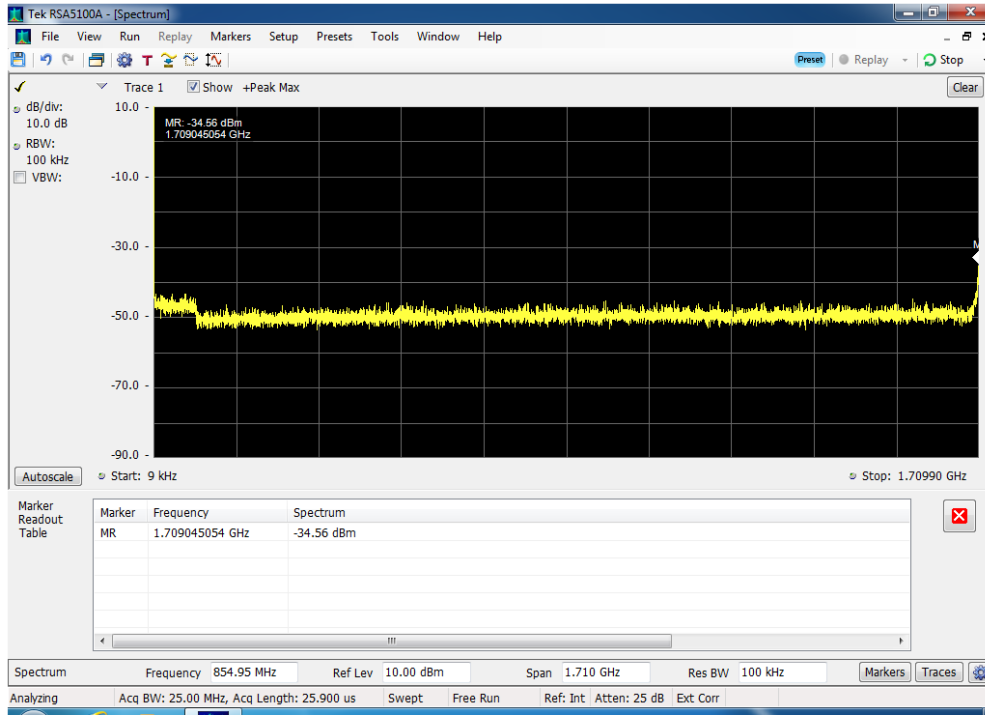 Tek RSA5100A - [Spectrum]
File View Run Replay Markers Setup Presets Tools Window Help
Preset Replay Stop
Trace 1 Show +Peak Max Clear
dB/div:
10.0 dB
RBW:
100 kHz
VBW:
10.0
-10.0
-30.0
-50.0
-70.0
-90.0
MR: -34.56 dBm
1.709045054 GHz
M
Autoscale Start: 9 kHz Stop: 1.70990 GHz
Marker
Readout
Table
Marker Frequency Spectrum
MR 1.709045054 GHz -34.56 dBm
Spectrum Frequency 854.95 MHz Ref Lev 10.00 dBm Span 1.710 GHz Res BW 100 kHz Markers Traces
Analyzing Acq BW: 25.00 MHz, Acq Length: 25.900 us Swept Free Run Ref: Int Atten: 25 dB Ext Corr